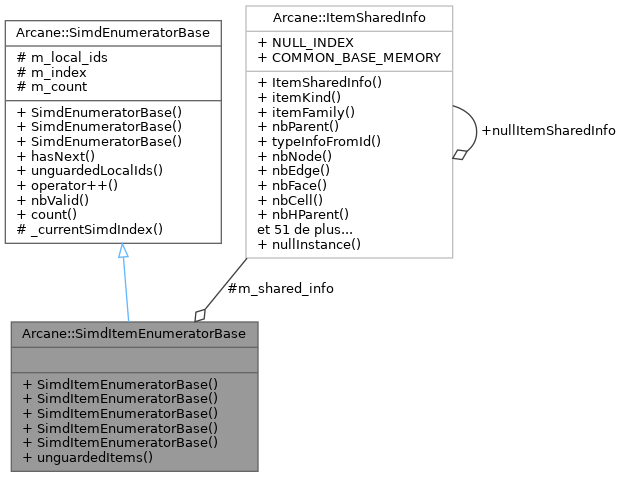 Arcane::SimdEnumeratorBase
# m_local_ids
# m_index
# m_count
+ SimdEnumeratorBase()
+ SimdEnumeratorBase()
+ SimdEnumeratorBase()
+ hasNext()
+ unguardedLocalIds()
+ operator++()
+ nbValid()
+ count()
# _currentSimdIndex()
Arcane::ItemSharedInfo
+ NULL_INDEX
+ COMMON_BASE_MEMORY
+ ItemSharedInfo()
+ itemKind()
+ itemFamily()
+ nbParent()
+ typeInfoFromId()
+ nbNode()
+ nbEdge()
+ nbFace()
+ nbCell()
+ nbHParent()
et 51 de plus...
+ nullInstance()
+nullItemSharedInfo
#m_shared_info
Arcane::SimdItemEnumeratorBase
+ SimdItemEnumeratorBase()
+ SimdItemEnumeratorBase()
+ SimdItemEnumeratorBase()
+ SimdItemEnumeratorBase()
+ SimdItemEnumeratorBase()
+ unguardedItems()